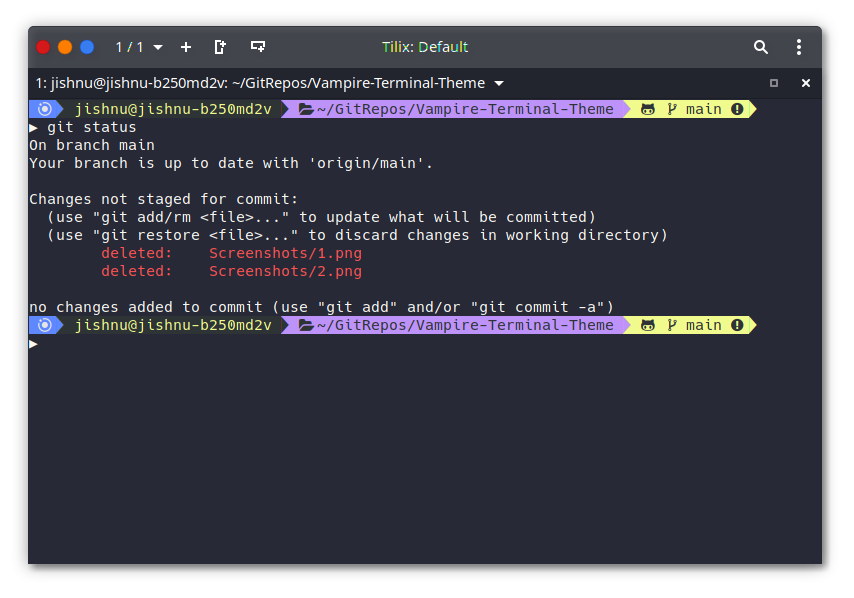 1 / 1
Tilix: Default
1: jishnu@jishnu-b250md2v: ~/GitRepos/Vampire-Terminal-Theme
jishnu@jishnu-b250md2v ~/GitRepos/Vampire-Terminal-Theme main
▶ git status
On branch main
Your branch is up to date with 'origin/main'.
Changes not staged for commit:
(use "git add/rm <file>..." to update what will be committed)
(use "git restore <file>..." to discard changes in working directory)
deleted: Screenshots/1.png
deleted: Screenshots/2.png
no changes added to commit (use "git add" and/or "git commit -a")
jishnu@jishnu-b250md2v ~/GitRepos/Vampire-Terminal-Theme main
▶